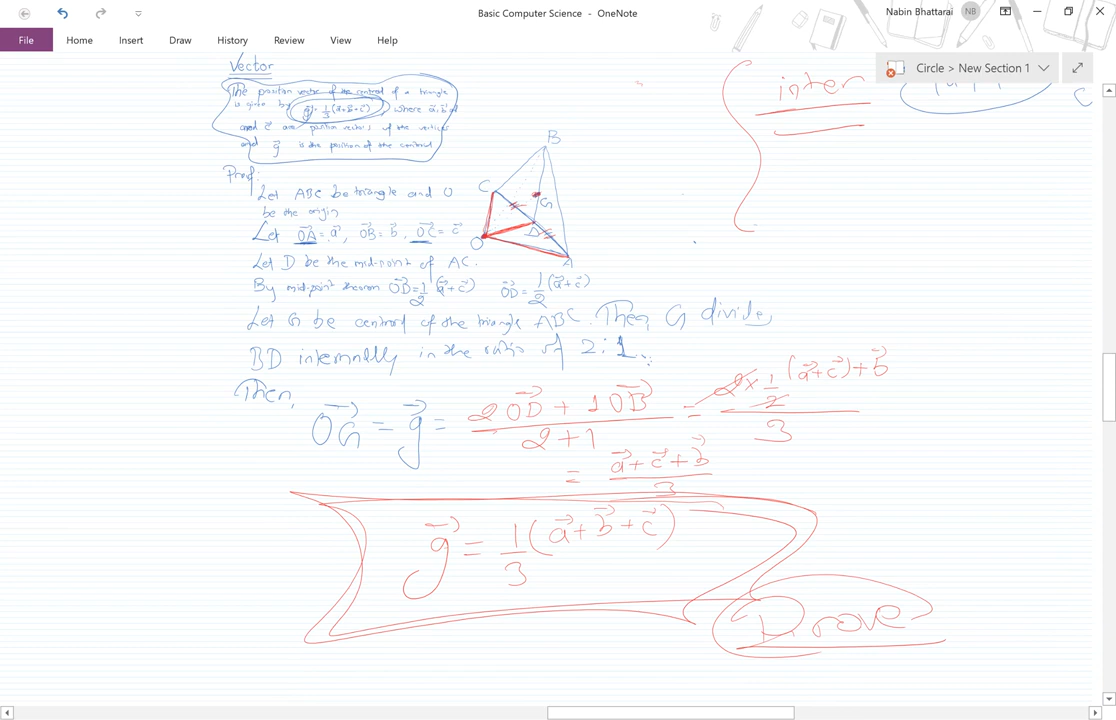 Basic Computer Science - OneNote
Nabin Bhattarai NB
File Home Insert Draw History Review View Help
Circle > New Section 1
Vector
The position vector of the centroid of a triangle
is given by g = 1/3 (a+b+c), where a, b
and c are position vectors of the vertices
and g is the position of the centroid
Proof:
Let ABC be triangle and O
be the origin
Let OA = a, OB = b, OC = c
Let D be the mid-point of AC.
By mid-point theorem OD = 1/2 (a+c) OD = 1/2 (a+c)
Let G be centroid of the triangle ABC. Then, G divides
BD internally in the ratio of 2:1.
Then,
OG = g = (2 OD + 1 OB) / (2+1) = (2 × 1/2 (a+c) + b) / 3
= (a+c+b) / 3
g = 1/3 (a+b+c)
Prove
B
C
G
D
O
A
inter
C